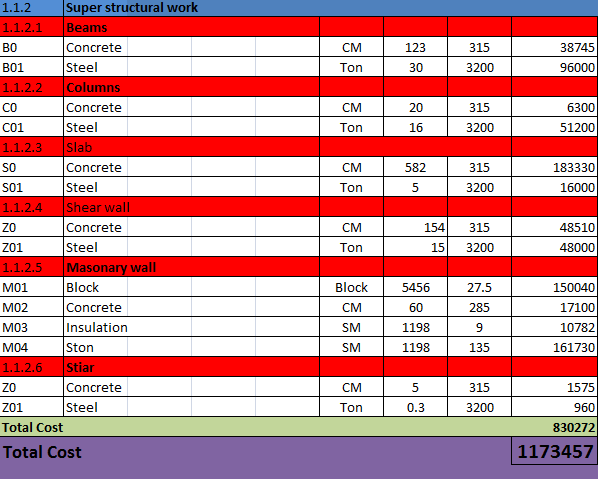 1.1.2 Super structural work
1.1.2.1 Beams
B0 Concrete CM 123 315 38745
B01 Steel Ton 30 3200 96000
1.1.2.2 Columns
C0 Concrete CM 20 315 6300
C01 Steel Ton 16 3200 51200
1.1.2.3 Slab
S0 Concrete CM 582 315 183330
S01 Steel Ton 5 3200 16000
1.1.2.4 Shear wall
Z0 Concrete CM 154 315 48510
Z01 Steel Ton 15 3200 48000
1.1.2.5 Masonary wall
M01 Block Block 5456 27.5 150040
M02 Concrete CM 60 285 17100
M03 Insulation SM 1198 9 10782
M04 Ston SM 1198 135 161730
1.1.2.6 Stiar
Z0 Concrete CM 5 315 1575
Z01 Steel Ton 0.3 3200 960
Total Cost 830272
Total Cost 1173457